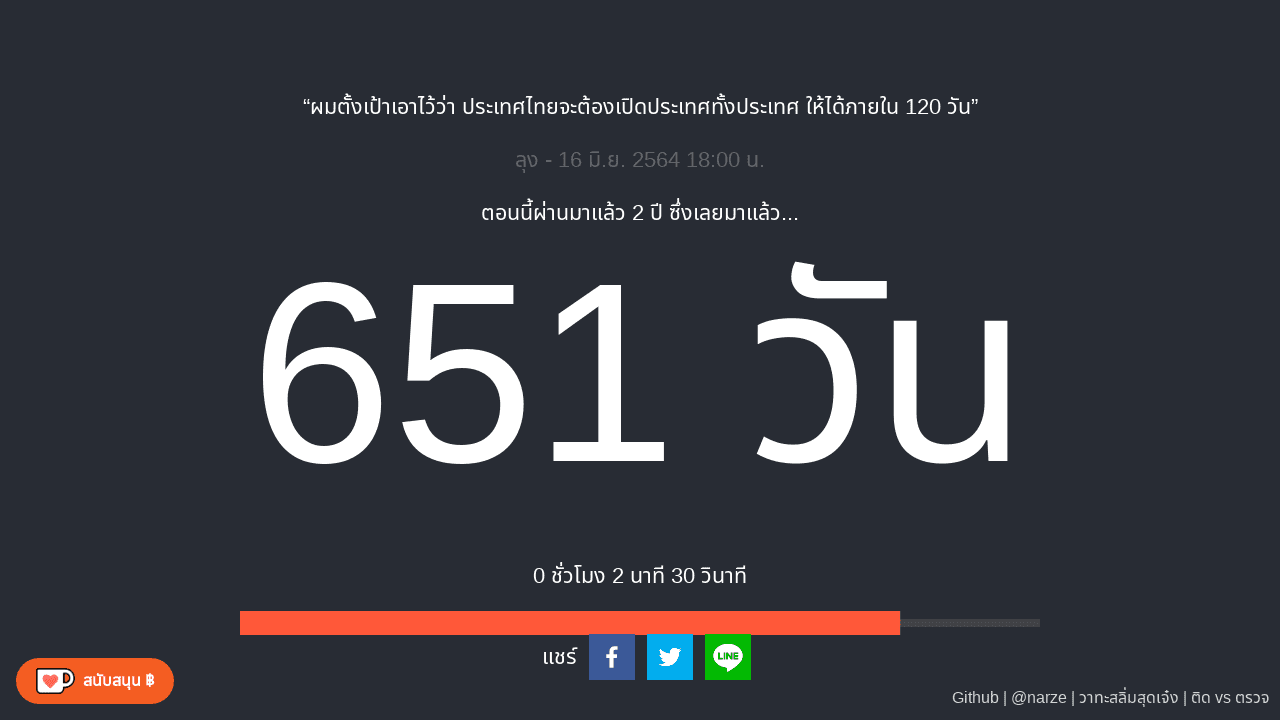 “ผมตั้งเป้าเอาไว้ว่า ประเทศไทยจะต้องเปิดประเทศทั้งประเทศ ให้ได้ภายใน 120 วัน”
ลุง - 16 มิ.ย. 2564 18:00 น.
ตอนนี้ผ่านมาแล้ว 2 ปี ซึ่งเลยมาแล้ว...
651 วัน
0 ชั่วโมง 2 นาที 30 วินาที
แชร์
LINE
สนับสนุน ฿
Github | @narze | วาทะสลิ่มสุดเจ๋ง | ติด vs ตรวจ